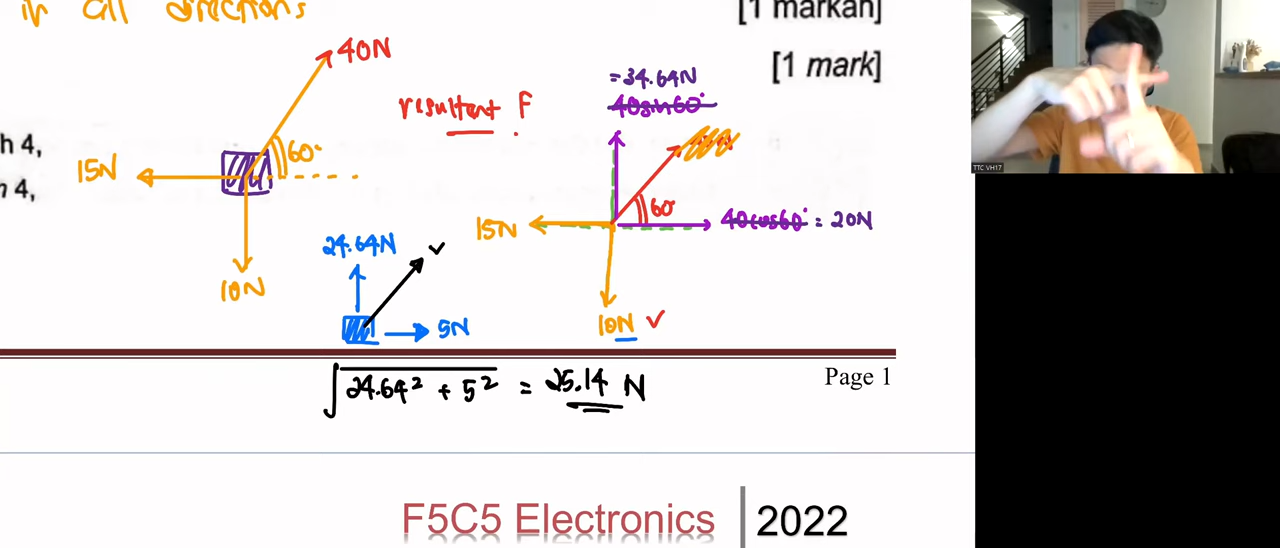 in all directions
[1 markah]
[1 mark]
h 4,
4,
40N
60°
15N
10N
resultant F
= 34.64N
40sin60°
60°
15N
40cos60° = 20N
10N ✓
24.64N
✓
5N
√24.64² + 5² = 25.14 N
Page 1
F5C5 Electronics | 2022
TTC VH17